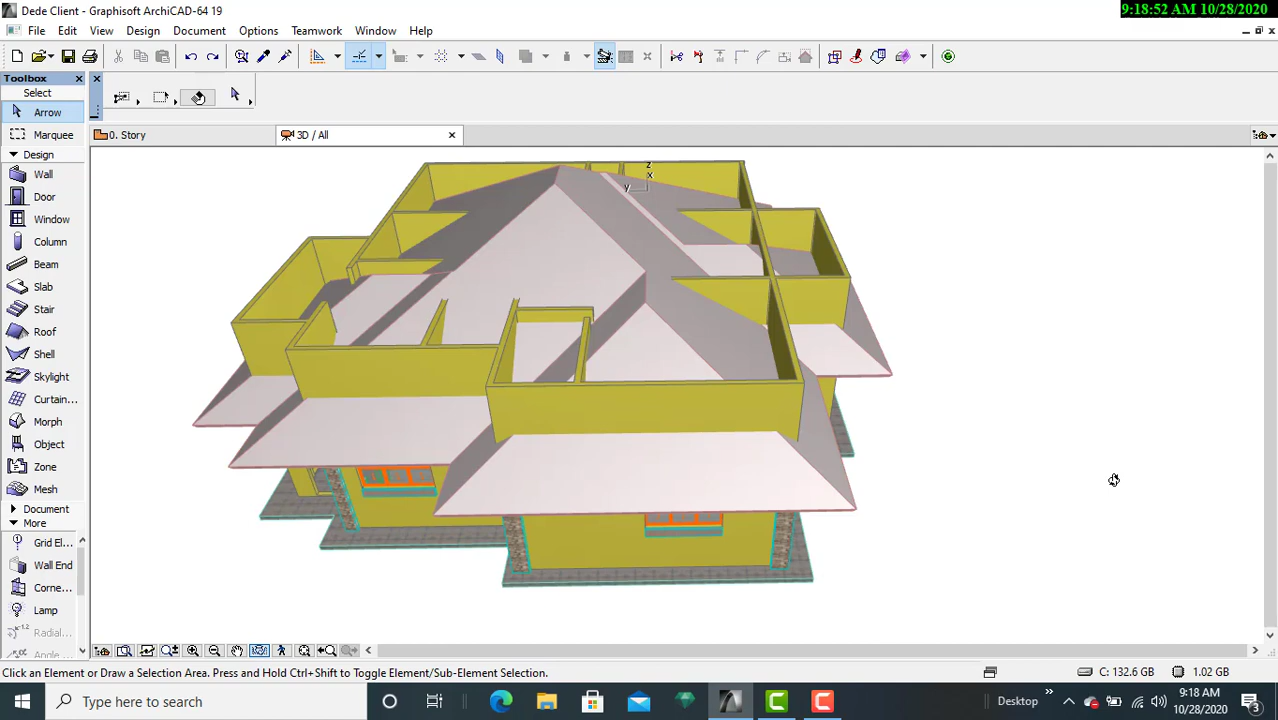 Dede Client - Graphisoft ArchiCAD-64 19
9:18:52 AM 10/28/2020
File Edit View Design Document Options Teamwork Window Help
Toolbox
Select
Arrow
Marquee
Design
Wall
Door
Window
Column
Beam
Slab
Stair
Roof
Shell
Skylight
Curtain...
Morph
Object
Zone
Mesh
Document
More
Grid El...
Wall End
Corne...
Lamp
Radial...
Angle
0. Story
3D / All
z
x
y
Click an Element or Draw a Selection Area. Press and Hold Ctrl+Shift to Toggle Element/Sub-Element Selection.
C: 132.6 GB
1.02 GB
Type here to search
Desktop
9:18 AM
10/28/2020
3